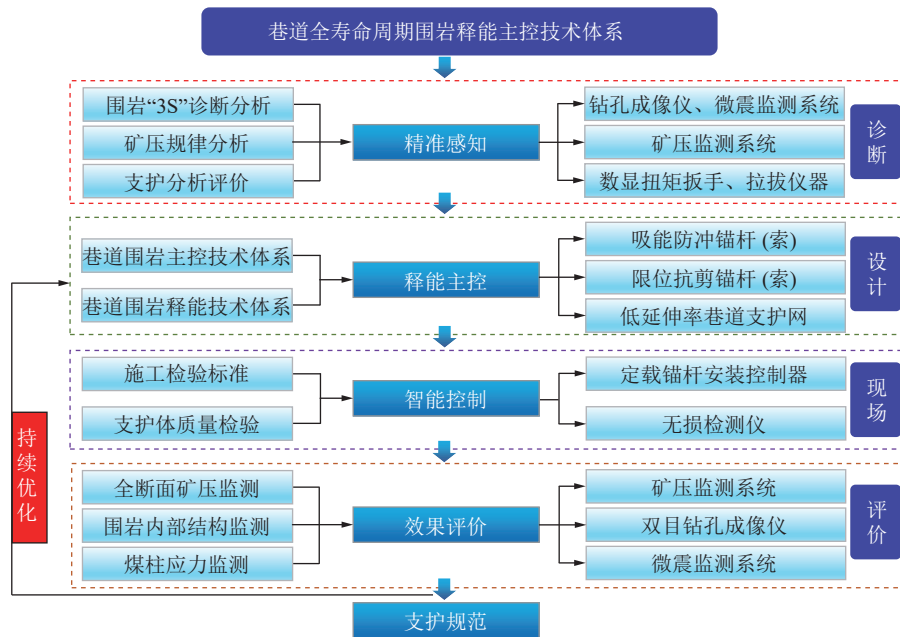 巷道全寿命周期围岩释能主控技术体系
围岩“3S”诊断分析
矿压规律分析
支护分析评价
精准感知
钻孔成像仪、微震监测系统
矿压监测系统
数显扭矩扳手、拉拔仪器
诊断
巷道围岩主控技术体系
巷道围岩释能技术体系
释能主控
吸能防冲锚杆 (索)
限位抗剪锚杆 (索)
低延伸率巷道支护网
设计
施工检验标准
支护体质量检验
智能控制
定载锚杆安装控制器
无损检测仪
现场
全断面矿压监测
围岩内部结构监测
煤柱应力监测
效果评价
矿压监测系统
双目钻孔成像仪
微震监测系统
评价
持续优化
支护规范